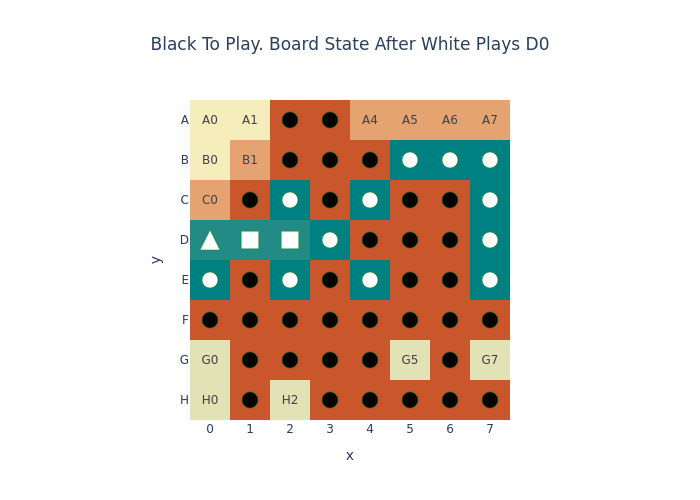 Black To Play. Board State After White Plays D0
A A0 A1 A4 A5 A6 A7
B B0 B1
C C0
D
E
F
G G0 G5 G7
H H0 H2
0 1 2 3 4 5 6 7
x
y